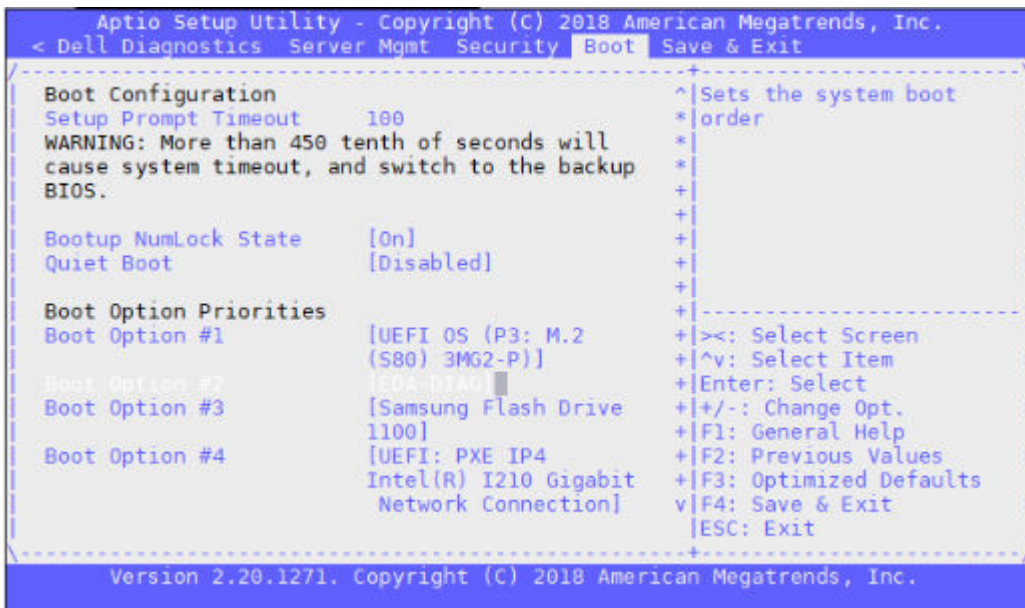 Aptio Setup Utility - Copyright (C) 2018 American Megatrends, Inc.
< Dell Diagnostics Server Mgmt Security Boot Save & Exit
Boot Configuration
Setup Prompt Timeout 100
WARNING: More than 450 tenth of seconds will
cause system timeout, and switch to the backup
BIOS.
Bootup NumLock State [On]
Quiet Boot [Disabled]
Boot Option Priorities
Boot Option #1 [UEFI OS (P3: M.2
(S80) 3MG2-P)]
Boot Option #2 [EDA-DIAG]
Boot Option #3 [Samsung Flash Drive
1100]
Boot Option #4 [UEFI: PXE IP4
Intel(R) I210 Gigabit
Network Connection]
Sets the system boot
order
><: Select Screen
^v: Select Item
Enter: Select
+/-: Change Opt.
F1: General Help
F2: Previous Values
F3: Optimized Defaults
F4: Save & Exit
ESC: Exit
Version 2.20.1271. Copyright (C) 2018 American Megatrends, Inc.